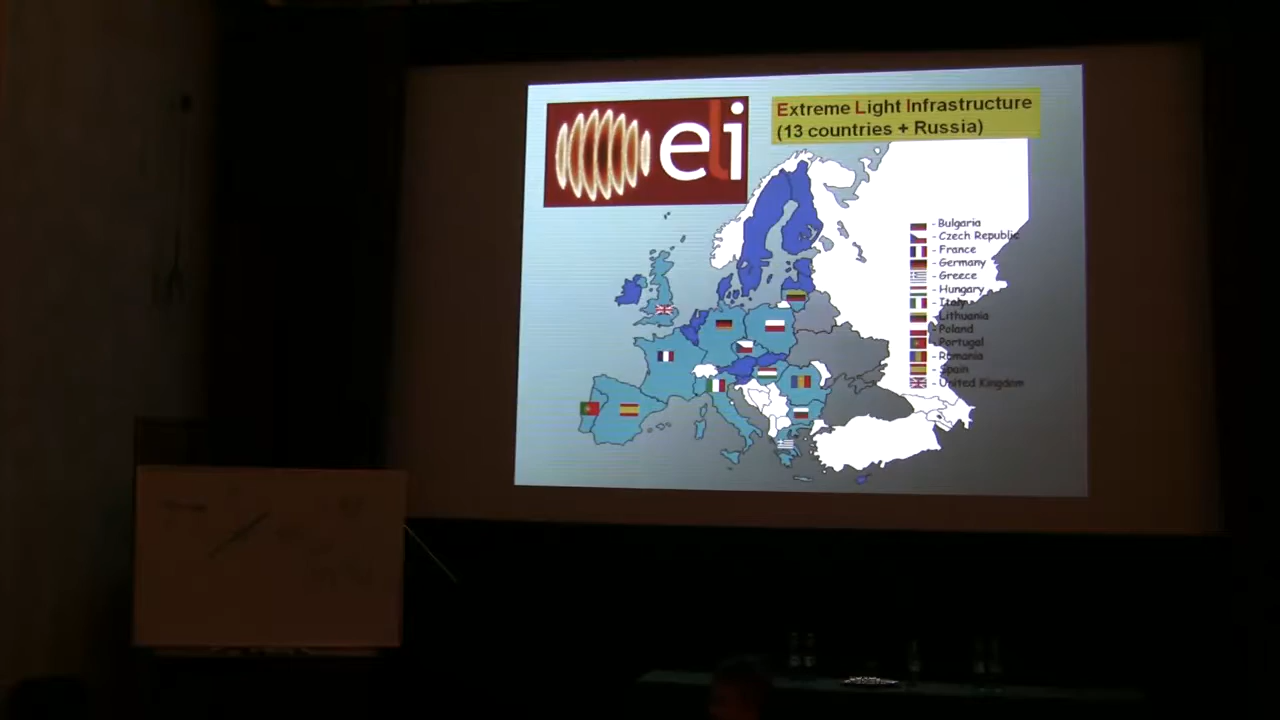 eli
Extreme Light Infrastructure
(13 countries + Russia)
- Bulgaria
- Czech Republic
- France
- Germany
- Greece
- Hungary
- Italy
- Lithuania
- Poland
- Portugal
- Romania
- Spain
- United Kingdom